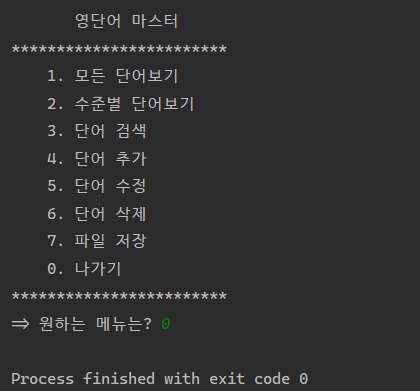 영단어 마스터
************************
1. 모든 단어보기
2. 수준별 단어보기
3. 단어 검색
4. 단어 추가
5. 단어 수정
6. 단어 삭제
7. 파일 저장
0. 나가기
************************
=> 원하는 메뉴는? 0
Process finished with exit code 0